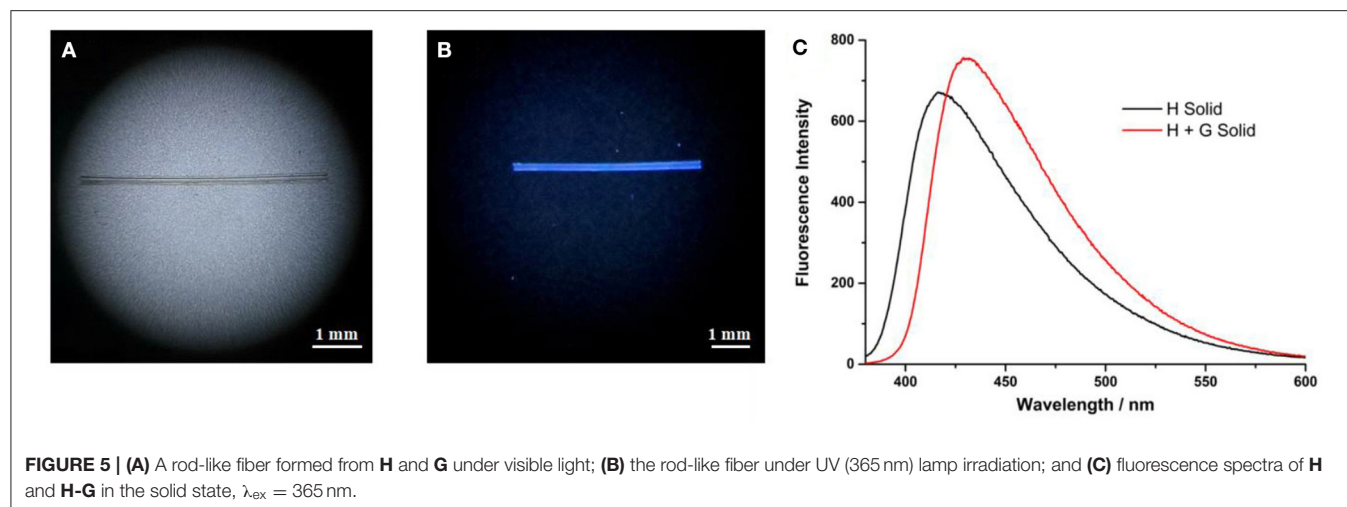 A
1 mm
B
1 mm
C
Fluorescence Intensity
800
600
400
200
0
H Solid
H + G Solid
400 450 500 550 600
Wavelength / nm
FIGURE 5 | (A) A rod-like fiber formed from H and G under visible light; (B) the rod-like fiber under UV (365 nm) lamp irradiation; and (C) fluorescence spectra of H
and H-G in the solid state, λex = 365 nm.